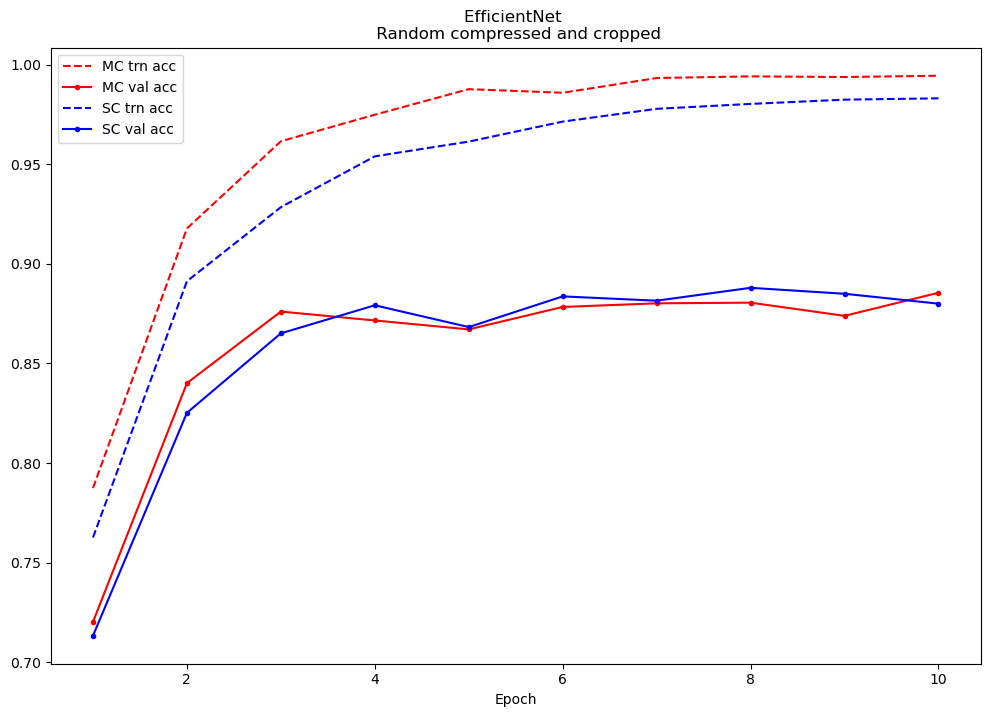 EfficientNet
Random compressed and cropped
MC trn acc
MC val acc
SC trn acc
SC val acc
1.00
0.95
0.90
0.85
0.80
0.75
0.70
2 4 6 8 10
Epoch